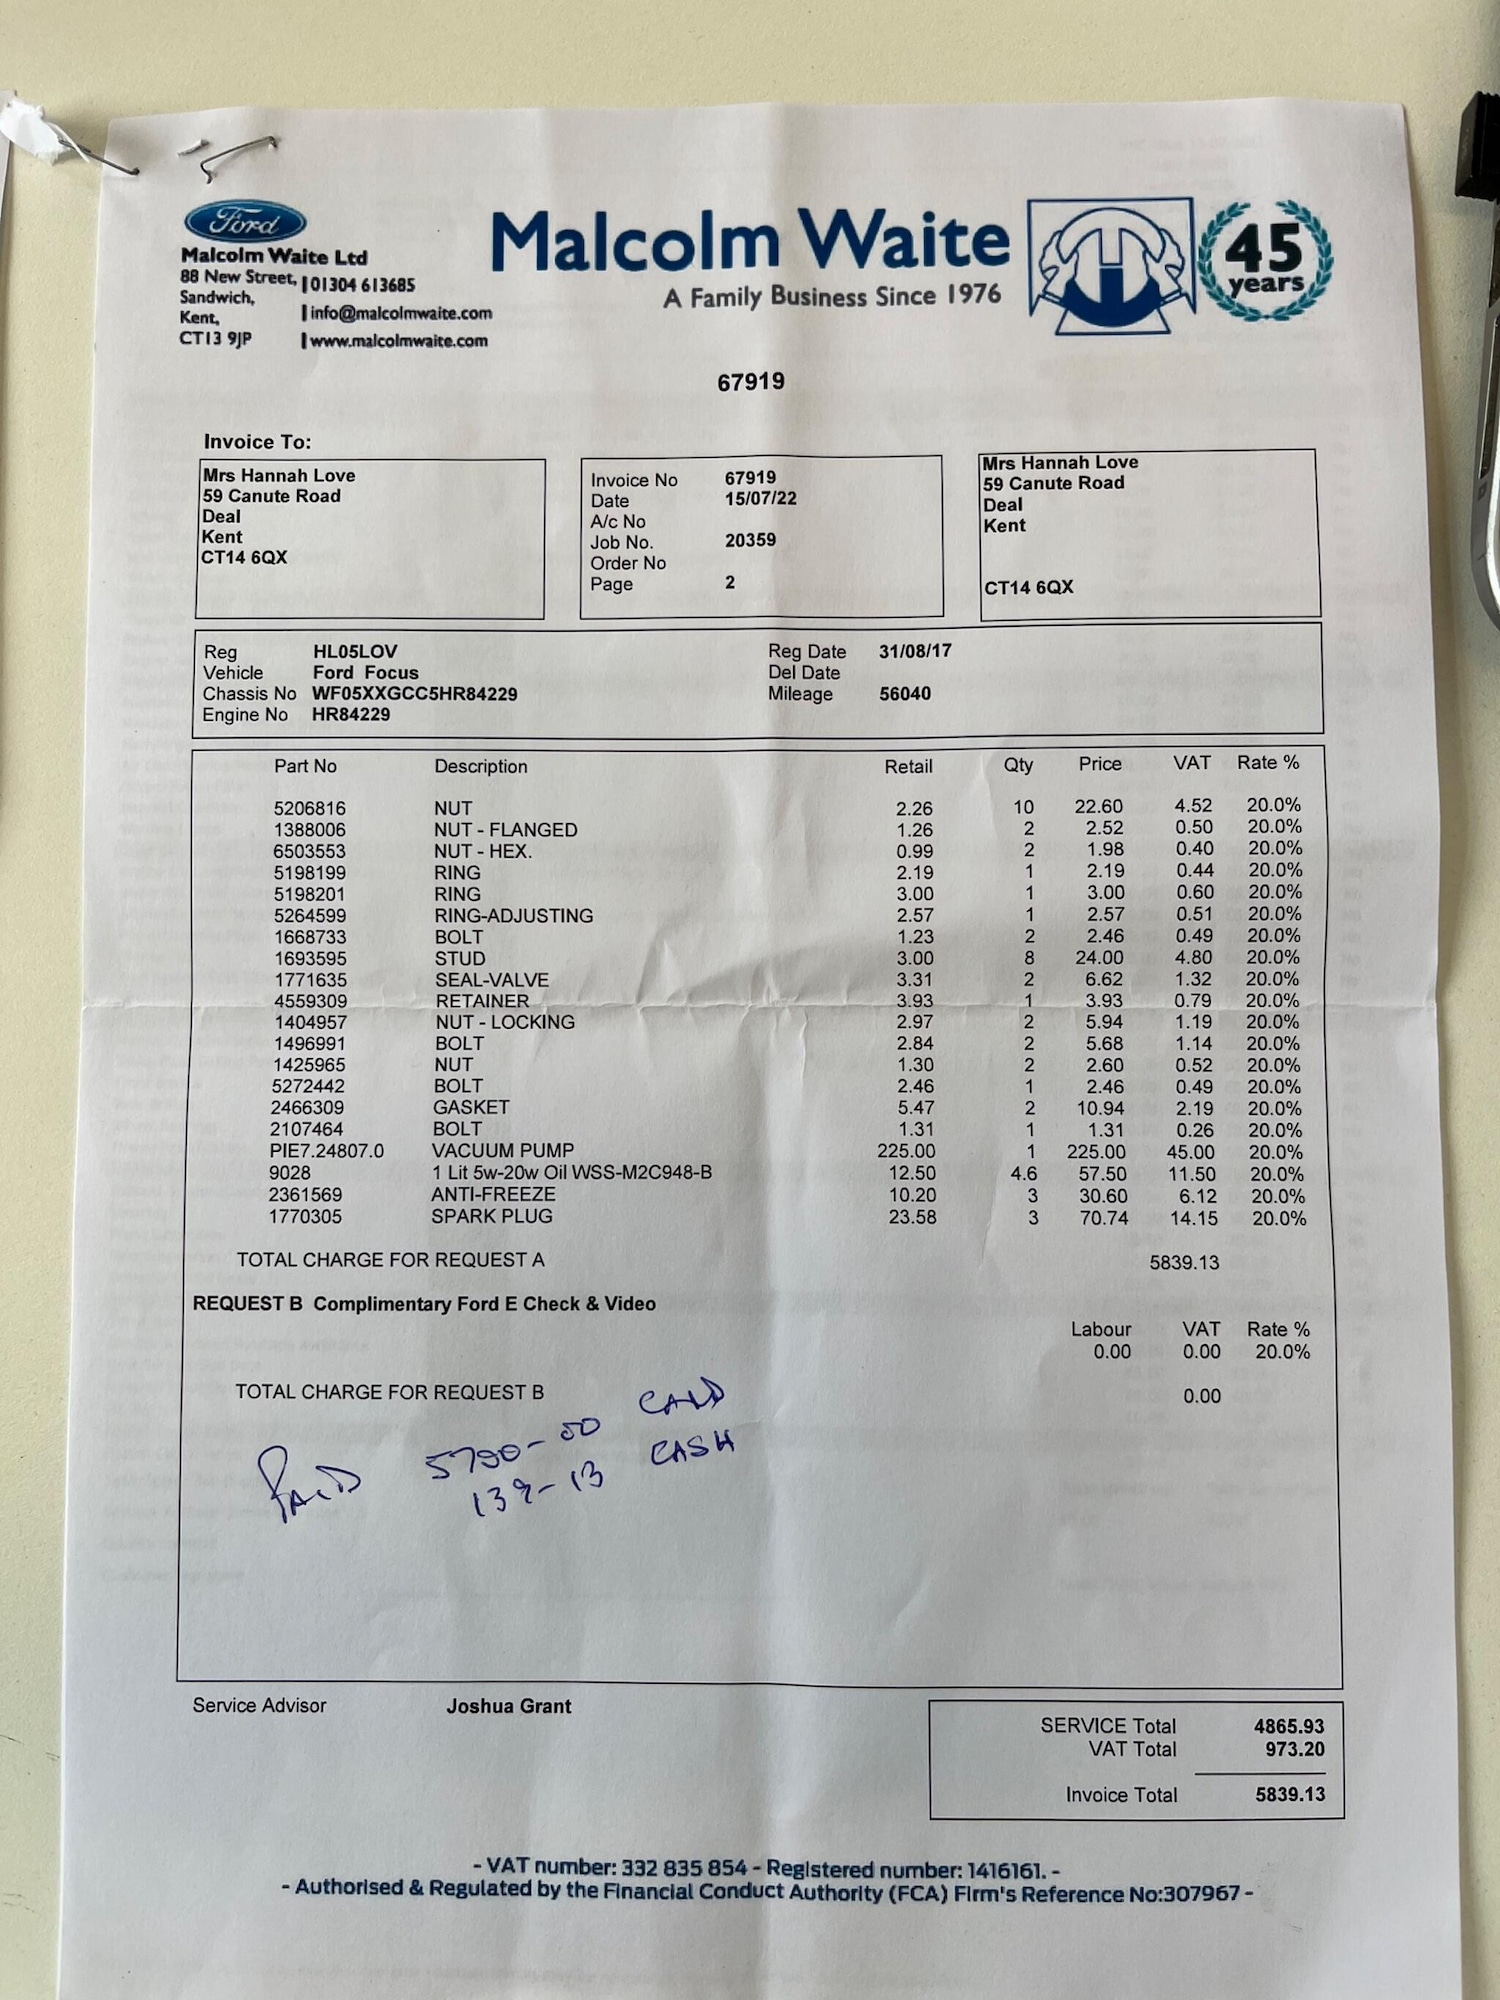 Ford
Malcolm Waite Ltd
88 New Street,
Sandwich,
Kent,
CT13 9JP
01304 613685
info@malcolmwaite.com
www.malcolmwaite.com
Malcolm Waite
A Family Business Since 1976
45
years
67919
Invoice To:
Mrs Hannah Love
59 Canute Road
Deal
Kent
CT14 6QX
Invoice No 67919
Date 15/07/22
A/c No
Job No. 20359
Order No
Page 2
Mrs Hannah Love
59 Canute Road
Deal
Kent
CT14 6QX
Reg HL05LOV Reg Date 31/08/17
Vehicle Ford Focus Del Date
Chassis No WF05XXGCC5HR84229 Mileage 56040
Engine No HR84229
Part No Description Retail Qty Price VAT Rate %
5206816 NUT 2.26 10 22.60 4.52 20.0%
1388006 NUT - FLANGED 1.26 2 2.52 0.50 20.0%
6503553 NUT - HEX. 0.99 2 1.98 0.40 20.0%
5198199 RING 2.19 1 2.19 0.44 20.0%
5198201 RING 3.00 1 3.00 0.60 20.0%
5264599 RING-ADJUSTING 2.57 1 2.57 0.51 20.0%
1668733 BOLT 1.23 2 2.46 0.49 20.0%
1693595 STUD 3.00 8 24.00 4.80 20.0%
1771635 SEAL-VALVE 3.31 2 6.62 1.32 20.0%
4559309 RETAINER 3.93 1 3.93 0.79 20.0%
1404957 NUT - LOCKING 2.97 2 5.94 1.19 20.0%
1496991 BOLT 2.84 2 5.68 1.14 20.0%
1425965 NUT 1.30 2 2.60 0.52 20.0%
5272442 BOLT 2.46 1 2.46 0.49 20.0%
2466309 GASKET 5.47 2 10.94 2.19 20.0%
2107464 BOLT 1.31 1 1.31 0.26 20.0%
PIE7.24807.0 VACUUM PUMP 225.00 1 225.00 45.00 20.0%
9028 1 Lit 5w-20w Oil WSS-M2C948-B 12.50 4.6 57.50 11.50 20.0%
2361569 ANTI-FREEZE 10.20 3 30.60 6.12 20.0%
1770305 SPARK PLUG 23.58 3 70.74 14.15 20.0%
TOTAL CHARGE FOR REQUEST A 5839.13
REQUEST B Complimentary Ford E Check & Video
Labour VAT Rate %
0.00 0.00 20.0%
TOTAL CHARGE FOR REQUEST B 0.00
PAID 5700-00 CARD
139-13 CASH
Service Advisor Joshua Grant
SERVICE Total 4865.93
VAT Total 973.20
Invoice Total 5839.13
- VAT number: 332 835 854 - Registered number: 1416161. -
- Authorised & Regulated by the Financial Conduct Authority (FCA) Firm's Reference No:307967 -